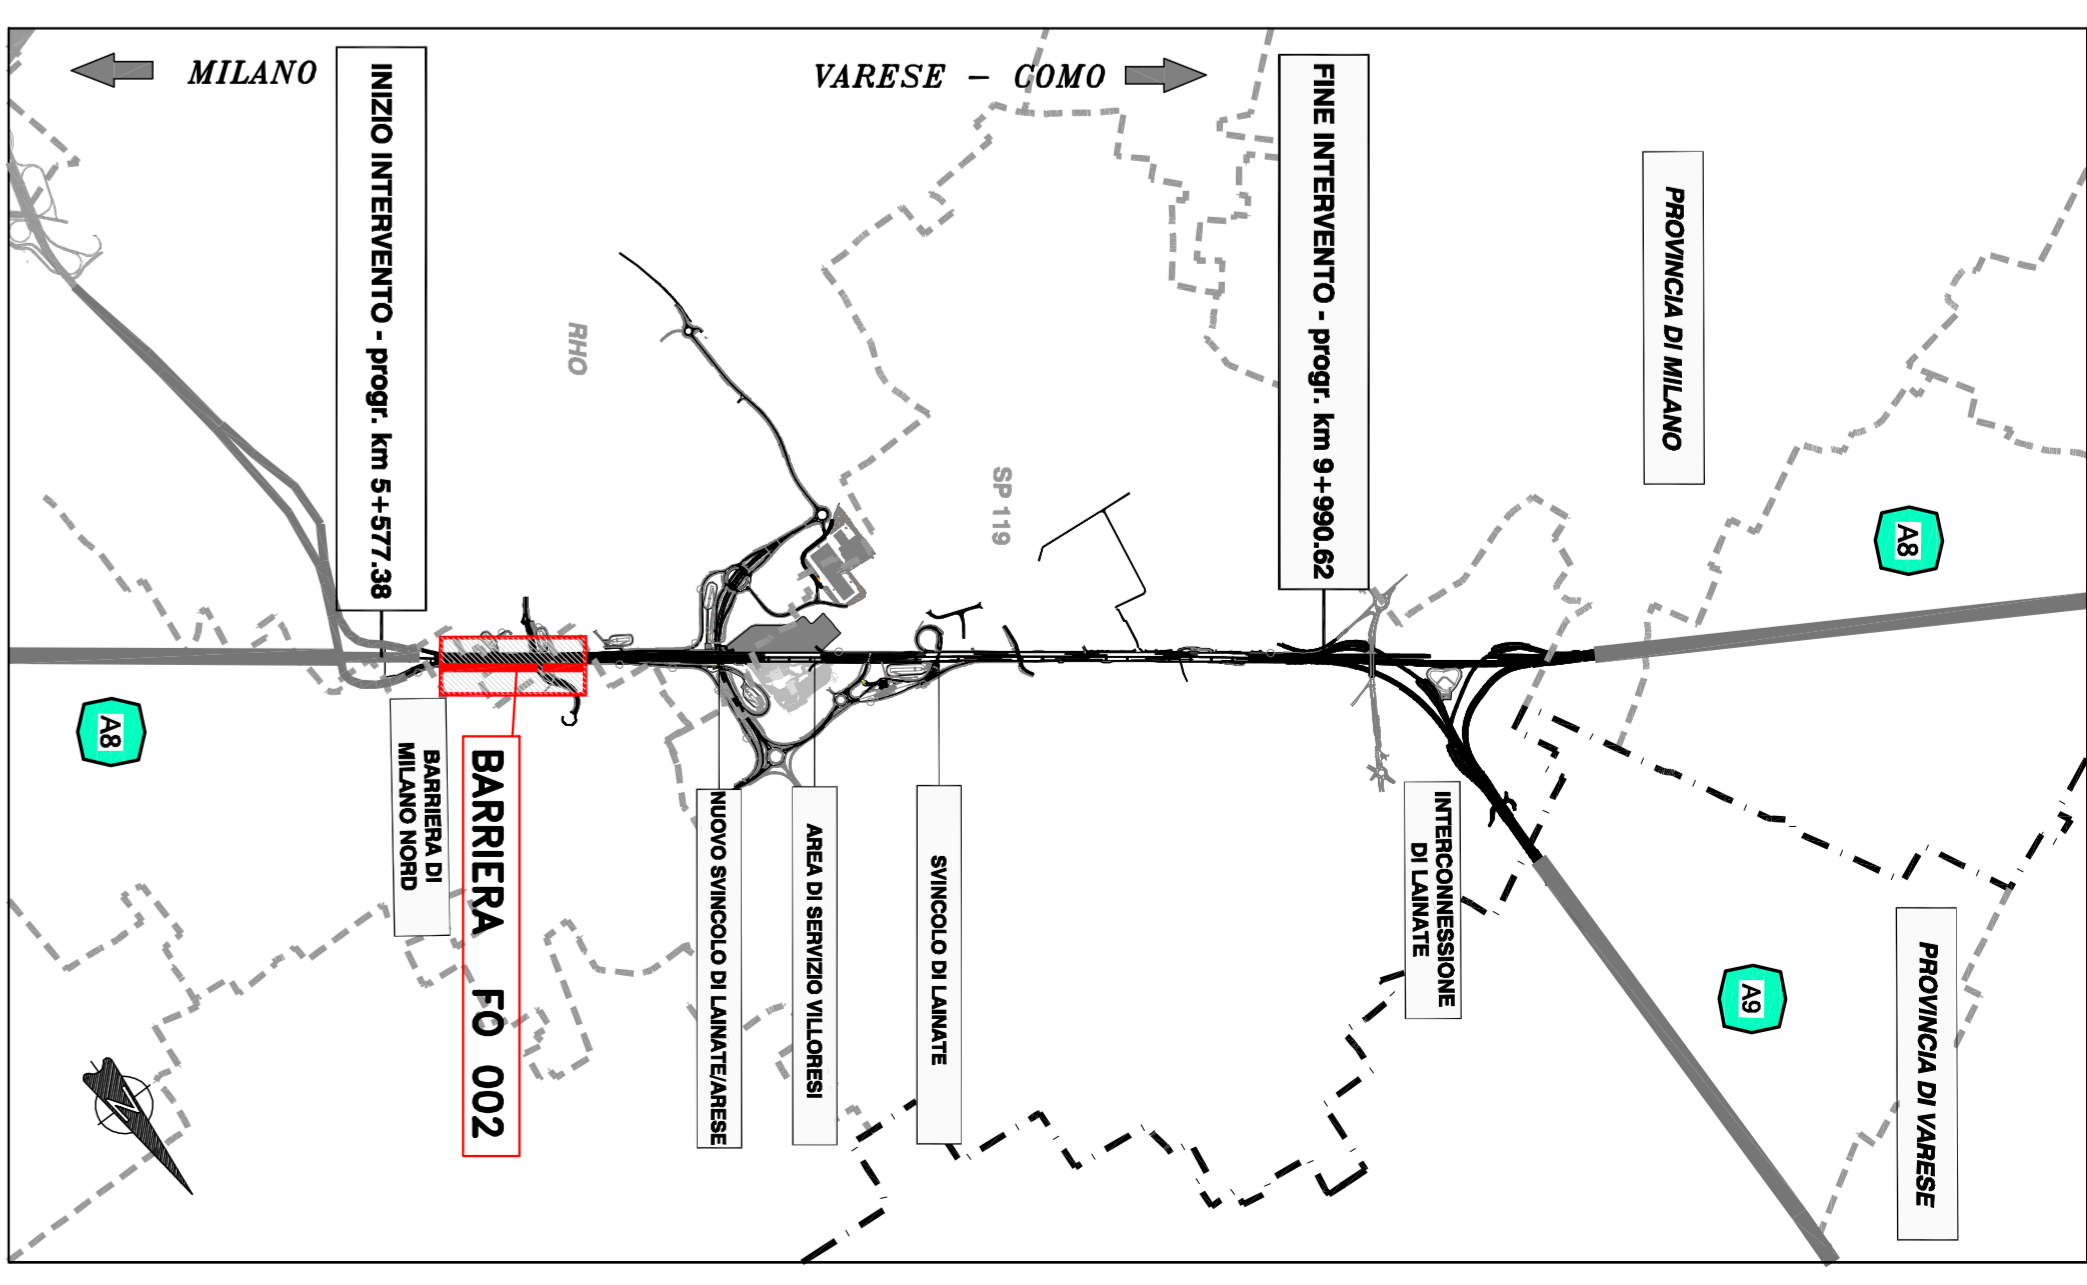 MILANO
VARESE - COMO
INIZIO INTERVENTO - progr. km 5+577.38
FINE INTERVENTO - progr. km 9+990.62
PROVINCIA DI MILANO
RHO
SP 119
A8
A8
BARRIERA DI
MILANO NORD
BARRIERA FO 002
NUOVO SVINCOLO DI LAINATE/ARESE
AREA DI SERVIZIO VILLORESI
SVINCOLO DI LAINATE
INTERCONNESSIONE
DI LAINATE
A9
PROVINCIA DI VARESE
N